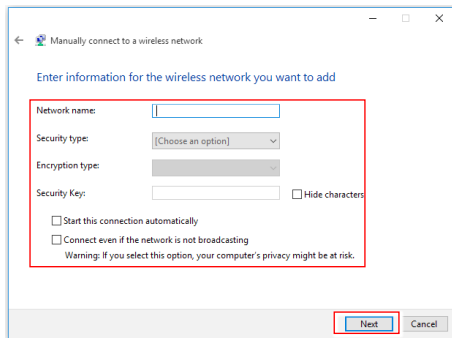 Manually connect to a wireless network
Enter information for the wireless network you want to add
Network name:
Security type: [Choose an option]
Encryption type:
Security Key: Hide characters
Start this connection automatically
Connect even if the network is not broadcasting
Warning: If you select this option, your computer's privacy might be at risk.
Next Cancel